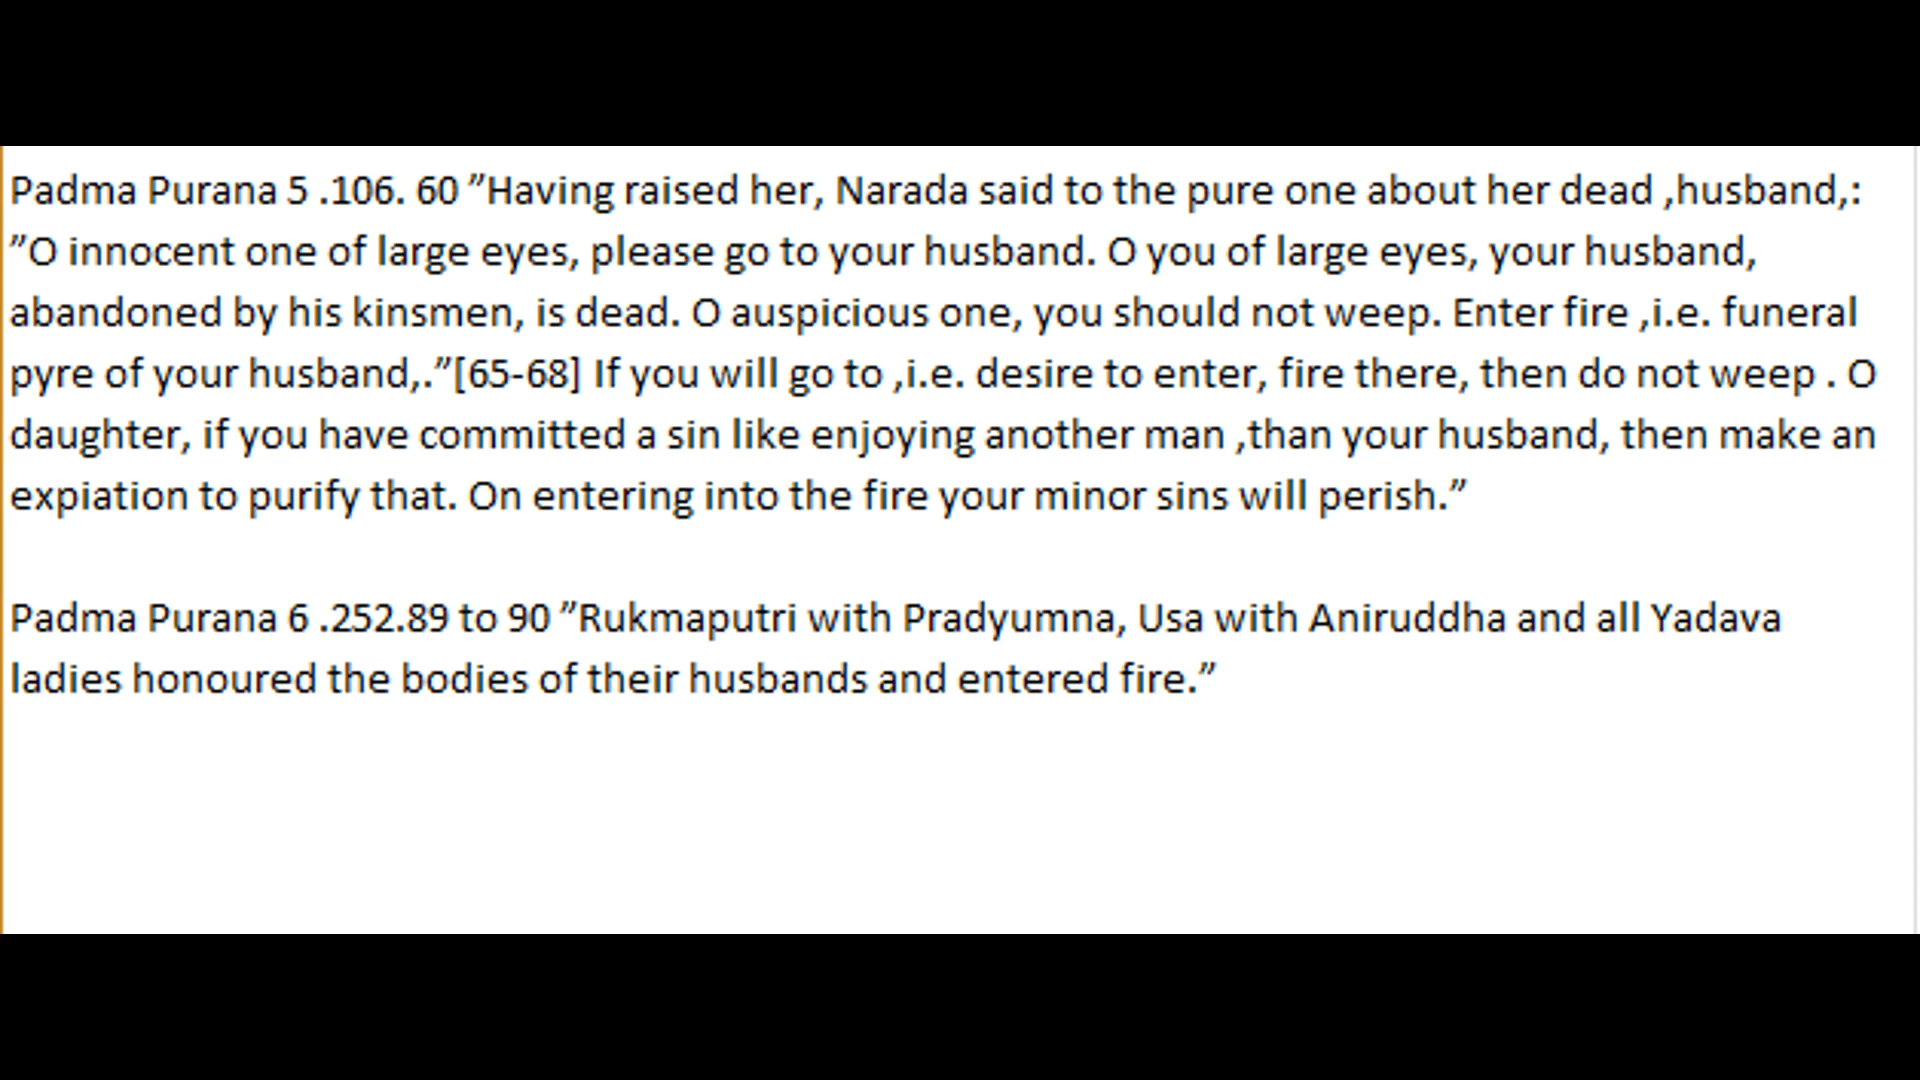 Padma Purana 5 .106. 60 ”Having raised her, Narada said to the pure one about her dead ,husband,:
”O innocent one of large eyes, please go to your husband. O you of large eyes, your husband,
abandoned by his kinsmen, is dead. O auspicious one, you should not weep. Enter fire ,i.e. funeral
pyre of your husband,.”[65-68] If you will go to ,i.e. desire to enter, fire there, then do not weep . O
daughter, if you have committed a sin like enjoying another man ,than your husband, then make an
expiation to purify that. On entering into the fire your minor sins will perish.”
Padma Purana 6 .252.89 to 90 ”Rukmaputri with Pradyumna, Usa with Aniruddha and all Yadava
ladies honoured the bodies of their husbands and entered fire.”